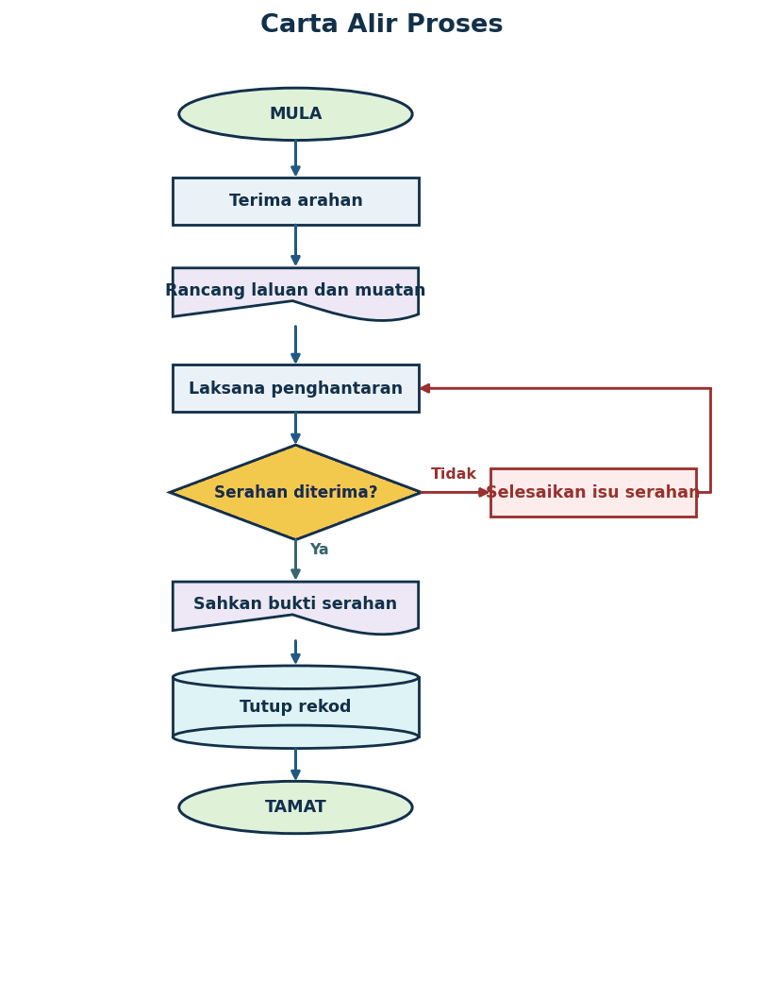 Carta Alir Proses
MULA
Terima arahan
Rancang laluan dan muatan
Laksana penghantaran
Serahan diterima?
Tidak
Selesaikan isu serahan
Ya
Sahkan bukti serahan
Tutup rekod
TAMAT